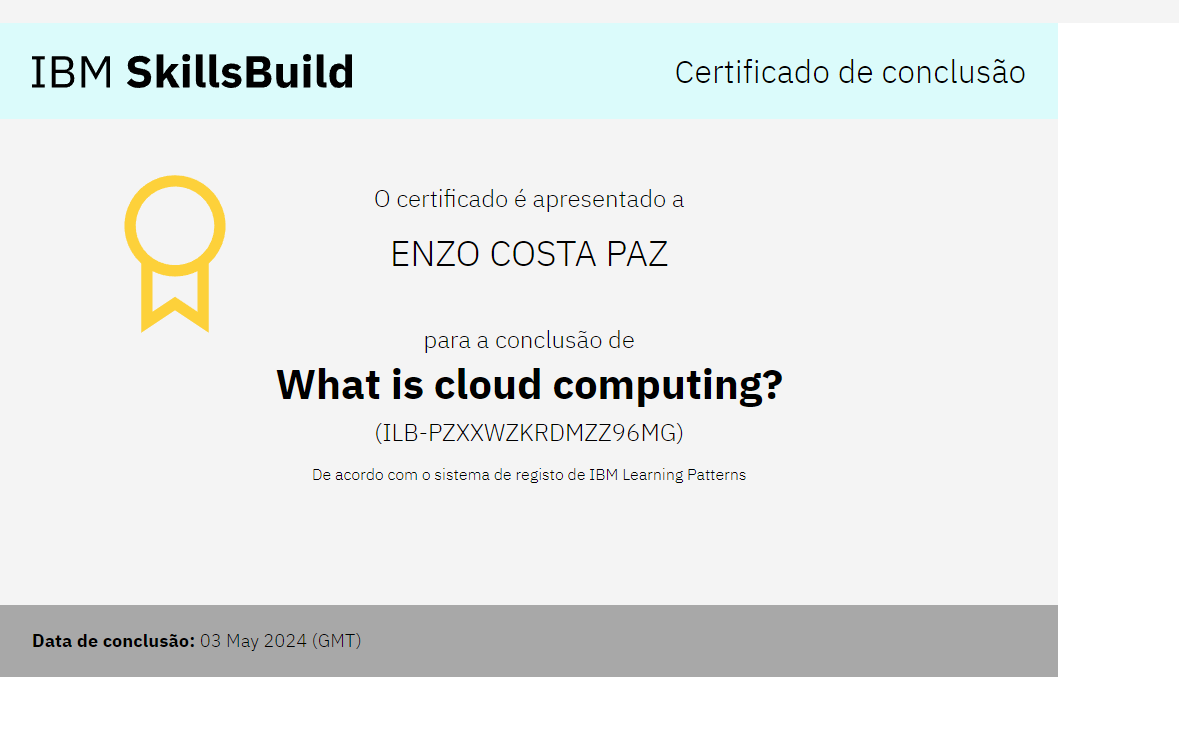 IBM SkillsBuild
Certificado de conclusão
O certificado é apresentado a
ENZO COSTA PAZ
para a conclusão de
What is cloud computing?
(ILB-PZXXWZKRDMZZ96MG)
De acordo com o sistema de registo de IBM Learning Patterns
Data de conclusão: 03 May 2024 (GMT)